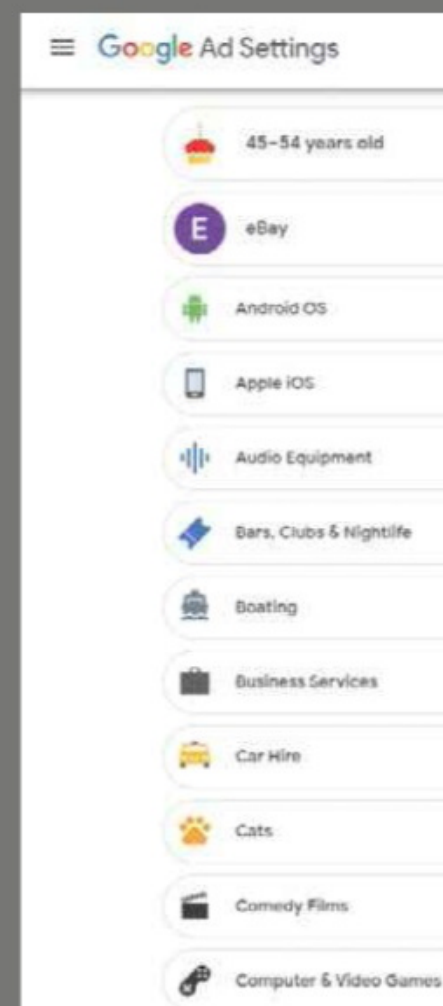 Google Ad Settings
45-54 years old
E
eBay
Android OS
Apple iOS
Audio Equipment
Bars, Clubs & Nightlife
Boating
Business Services
Car Hire
Cats
Comedy Films
Computer & Video Games